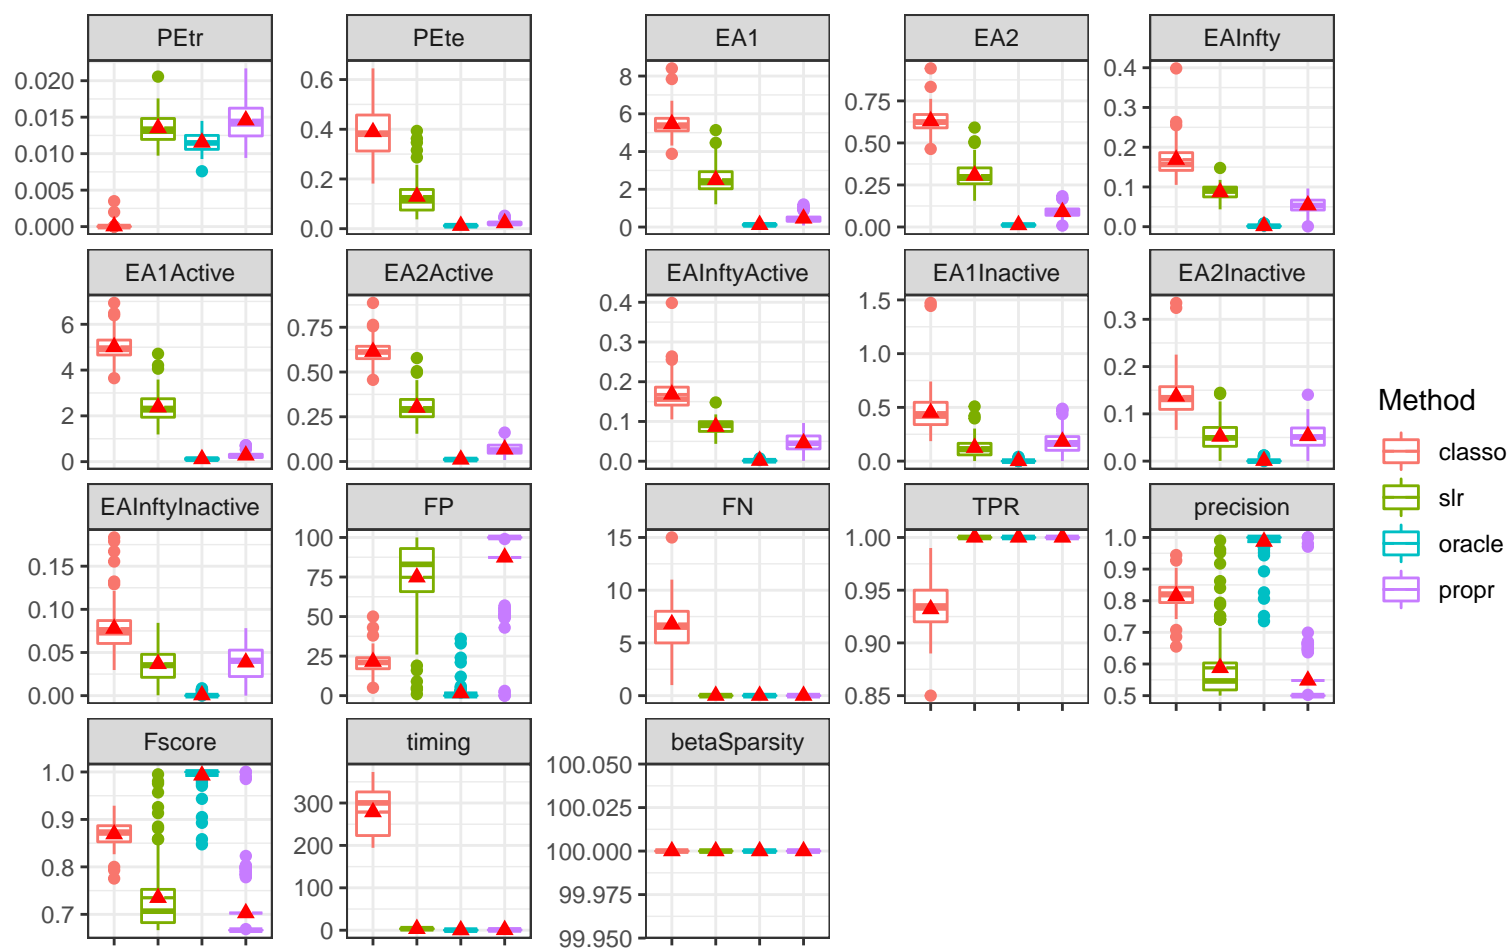 PEtr PEte EA1 EA2 EAInfty
0.020 0.015 0.010 0.005 0.000
0.6 0.4 0.2 0.0
8 6 4 2 0
0.75 0.50 0.25 0.00
0.4 0.3 0.2 0.1 0.0
EA1Active EA2Active EAInftyActive EA1Inactive EA2Inactive
6 4 2 0
0.75 0.50 0.25 0.00
0.4 0.3 0.2 0.1 0.0
1.5 1.0 0.5 0.0
0.3 0.2 0.1 0.0
EAInftyInactive FP FN TPR precision
0.15 0.10 0.05 0.00
100 75 50 25 0
15 10 5 0
1.00 0.95 0.90 0.85
1.0 0.9 0.8 0.7 0.6 0.5
Fscore timing betaSparsity
1.0 0.9 0.8 0.7
300 200 100 0
100.050 100.025 100.000 99.975 99.950
Method
classo
slr
oracle
propr